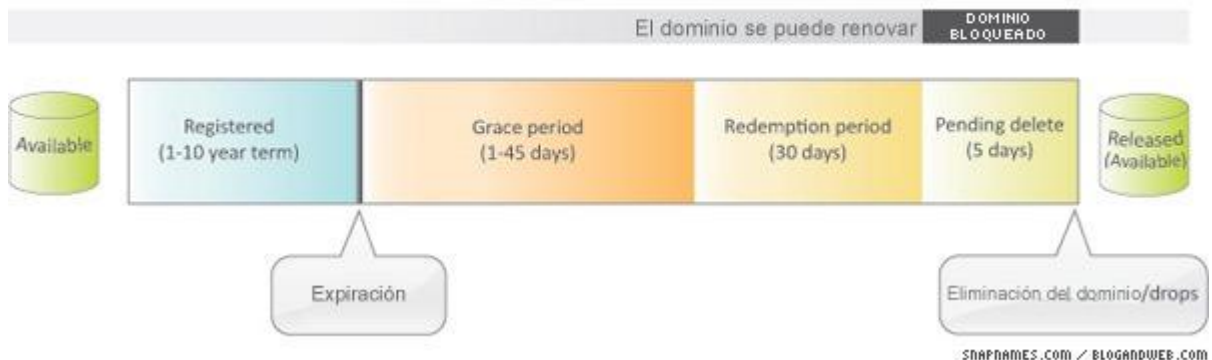 El dominio se puede renovar
DOMINIO
BLOQUEADO
Available
Registered
(1-10 year term)
Grace period
(1-45 days)
Redemption period
(30 days)
Pending delete
(5 days)
Released
(Available)
Expiración
Eliminación del dominio/drops
SNAPNAMES.COM / BLOGANDWEB.COM